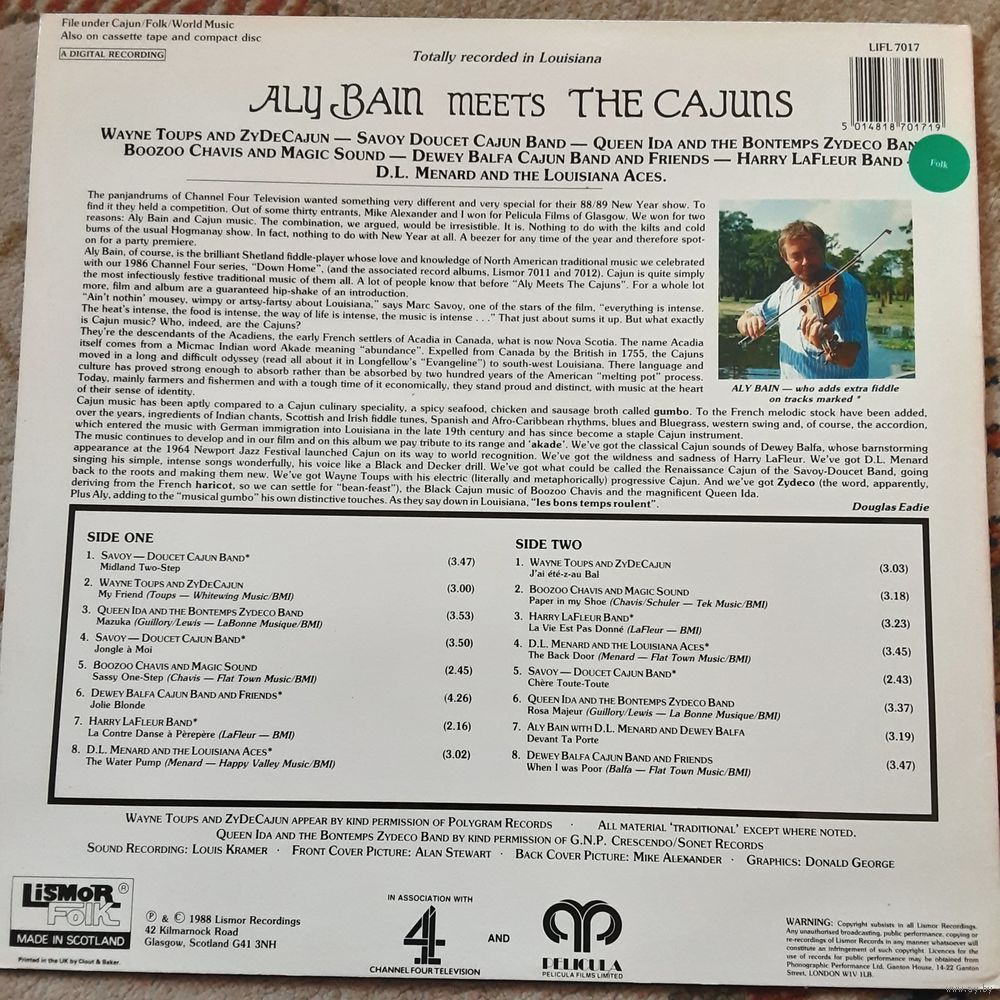 File under Cajun/Folk/World Music
Also on cassette tape and compact disc
A DIGITAL RECORDING
Totally recorded in Louisiana
LIFL 7017
5 014818 701719
ALY BAIN MEETS THE CAJUNS
WAYNE TOUPS AND ZYDECAJUN — SAVOY DOUCET CAJUN BAND — QUEEN IDA AND THE BONTEMPS ZYDECO
BOOZOO CHAVIS AND MAGIC SOUND — DEWEY BALFA CAJUN BAND AND FRIENDS — HARRY LAFLEUR BAND
D.L. MENARD AND THE LOUISIANA ACES.
Folk
The panjandrums of Channel Four Television wanted something very different and very special for their 88/89 New Year show. To
find it they held a competition. Out of some thirty entrants, Mike Alexander and I won for Pelicula Films of Glasgow. We won for two
reasons: Aly Bain and Cajun music. The combination, we argued, would be irresistible. It is. Nothing to do with the kilts and cold
bums of the usual Hogmanay show. In fact, nothing to do with New Year at all. A beezer for any time of the year and therefore spot-
on for a party premiere.
Aly Bain, of course, is the brilliant Shetland fiddle-player whose love and knowledge of North American traditional music we celebrated
with our 1986 Channel Four series, "Down Home", (and the associated record albums, Lismor 7011 and 7012). Cajun is quite simply
the most infectiously festive traditional music of them all. A lot of people know that before "Aly Meets The Cajuns". For a whole lot
more, film and album are a guaranteed hip-shake of an introduction.
"Ain't nothin' mousey, wimpy or artsy-fartsy about Louisiana," says Marc Savoy, one of the stars of the film, "everything is intense.
The heat's intense, the food is intense, the way of life is intense, the music is intense . . ." That just about sums it up. But what exactly
is Cajun music? Who, indeed, are the Cajuns?
They're the descendants of the Acadiens, the early French settlers of Acadia in Canada, what is now Nova Scotia. The name Acadia
itself comes from a Micmac Indian word Akade meaning "abundance". Expelled from Canada by the British in 1755, the Cajuns
moved in a long and difficult odyssey (read all about it in Longfellow's "Evangeline") to south-west Louisiana. There language and
culture has proved strong enough to absorb rather than be absorbed by two hundred years of the American "melting pot" process.
Today, mainly farmers and fishermen and with a tough time of it economically, they stand proud and distinct, with music at the heart
of their sense of identity.
Cajun music has been aptly compared to a Cajun culinary speciality, a spicy seafood, chicken and sausage broth called gumbo. To the French melodic stock have been added,
over the years, ingredients of Indian chants, Scottish and Irish fiddle tunes, Spanish and Afro-Caribbean rhythms, blues and Bluegrass, western swing and, of course, the accordion,
which entered the music with German immigration into Louisiana in the late 19th century and has since become a staple Cajun instrument.
The music continues to develop and in our film and on this album we pay tribute to its range and 'akade'. We've got the classical Cajun sounds of Dewey Balfa, whose barnstorming
appearance at the 1964 Newport Jazz Festival launched Cajun on its way to world recognition. We've got the wildness and sadness of Harry LaFleur. We've got D.L. Menard
singing his simple, intense songs wonderfully, his voice like a Black and Decker drill. We've got what could be called the Renaissance Cajun of the Savoy-Doucet Band, going
back to the roots and making them new. We've got Wayne Toups with his electric (literally and metaphorically) progressive Cajun. And we've got Zydeco (the word, apparently,
deriving from the French haricot, so we can settle for "bean-feast"), the Black Cajun music of Boozoo Chavis and the magnificent Queen Ida.
Plus Aly, adding to the "musical gumbo" his own distinctive touches. As they say down in Louisiana, "les bons temps roulent".
Douglas Eadie
ALY BAIN — who adds extra fiddle
on tracks marked *
SIDE ONE
1. SAVOY — DOUCET CAJUN BAND* (3.47)
Midland Two-Step
2. WAYNE TOUPS AND ZYDECAJUN (3.00)
My Friend (Toups — Whitewing Music/BMI)
3. QUEEN IDA AND THE BONTEMPS ZYDECO BAND (3.53)
Mazuka (Guillory/Lewis — LaBonne Musique/BMI)
4. SAVOY — DOUCET CAJUN BAND* (3.50)
Jongle à Moi
5. BOOZOO CHAVIS AND MAGIC SOUND (2.45)
Sassy One-Step (Chavis — Flat Town Music/BMI)
6. DEWEY BALFA CAJUN BAND AND FRIENDS* (4.26)
Jolie Blonde
7. HARRY LAFLEUR BAND* (2.16)
La Contre Danse à Pèrepère (LaFleur — BMI)
8. D.L. MENARD AND THE LOUISIANA ACES* (3.02)
The Water Pump (Menard — Happy Valley Music/BMI)
SIDE TWO
1. WAYNE TOUPS AND ZYDECAJUN (3.03)
J'ai été-z-au Bal
2. BOOZOO CHAVIS AND MAGIC SOUND (3.18)
Paper in my Shoe (Chavis/Schuler — Tek Music/BMI)
3. HARRY LAFLEUR BAND* (3.23)
La Vie Est Pas Donné (LaFleur — BMI)
4. D.L. MENARD AND THE LOUISIANA ACES* (3.45)
The Back Door (Menard — Flat Town Music/BMI)
5. SAVOY — DOUCET CAJUN BAND* (2.43)
Chère Toute-Toute
6. QUEEN IDA AND THE BONTEMPS ZYDECO BAND (3.37)
Rosa Majeur (Guillory/Lewis — La Bonne Musique/BMI)
7. ALY BAIN WITH D.L. MENARD AND DEWEY BALFA (3.19)
Devant Ta Porte
8. DEWEY BALFA CAJUN BAND AND FRIENDS (3.47)
When I was Poor (Balfa — Flat Town Music/BMI)
WAYNE TOUPS AND ZYDECAJUN APPEAR BY KIND PERMISSION OF POLYGRAM RECORDS · ALL MATERIAL 'TRADITIONAL' EXCEPT WHERE NOTED.
QUEEN IDA AND THE BONTEMPS ZYDECO BAND BY KIND PERMISSION OF G.N.P. CRESCENDO/SONET RECORDS
SOUND RECORDING: LOUIS KRAMER · FRONT COVER PICTURE: ALAN STEWART · BACK COVER PICTURE: MIKE ALEXANDER · GRAPHICS: DONALD GEORGE
LISMOR ®
FOLK
MADE IN SCOTLAND
Printed in the UK by Clout & Baker.
℗ & © 1988 Lismor Recordings
42 Kilmarnock Road
Glasgow, Scotland G41 3NH
IN ASSOCIATION WITH
4
CHANNEL FOUR TELEVISION
AND
PELICULA
PELICULA FILMS LIMITED
WARNING: Copyright subsists in all Lismor Recordings.
Any unauthorised broadcasting, public performance, copying or
re-recording of Lismor Records in any manner whatsoever will
constitute an infringement of such copyright. Licences for the
use of records for public performance may be obtained from
Phonographic Performance Ltd, Ganton House, 14-22 Ganton
Street, LONDON W1V 1LB.
www.ay.by